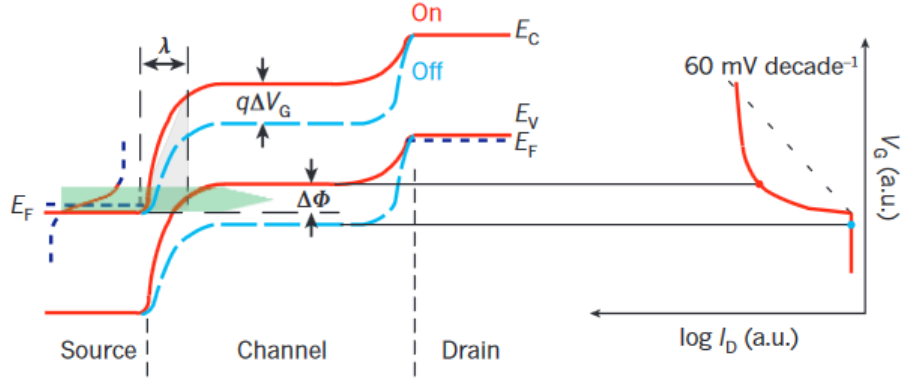 On
E_C
λ
Off
60 mV decade⁻¹
qΔV_G
E_V
E_F
V_G (a.u.)
E_F
ΔΦ
log I_D (a.u.)
Source
Channel
Drain